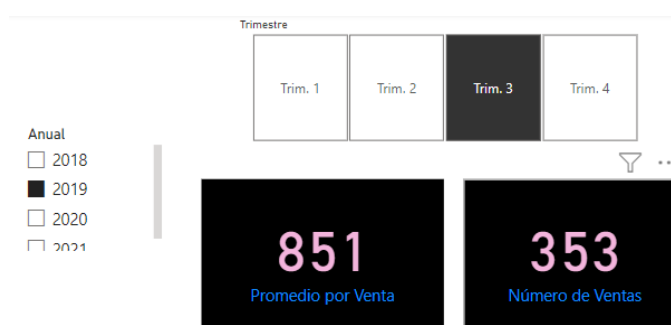 Trimestre
Trim. 1
Trim. 2
Trim. 3
Trim. 4
Anual
2018
2019
2020
2021
851
Promedio por Venta
353
Número de Ventas